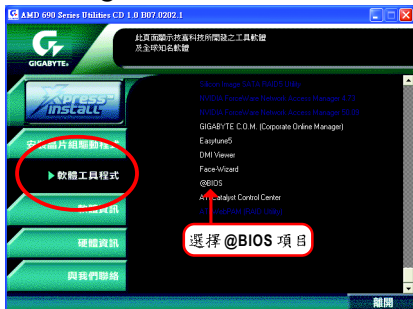 AMD 690 Series Utilities CD 1.0 B07.0202.1
GIGABYTE
此頁面顯示技嘉科技所開發之工具軟體
及全球知名軟體
Xpress™
Install
GIGABYTE C.O.M. (Corporate Online Manager)
Easytune5
DMI Viewer
Face-Wizard
@BIOS
ATI Catalyst Control Center
安裝晶片組驅動程式
軟體工具程式
軟體資訊
硬體資訊
與我們聯絡
選擇 @BIOS 項目
離開